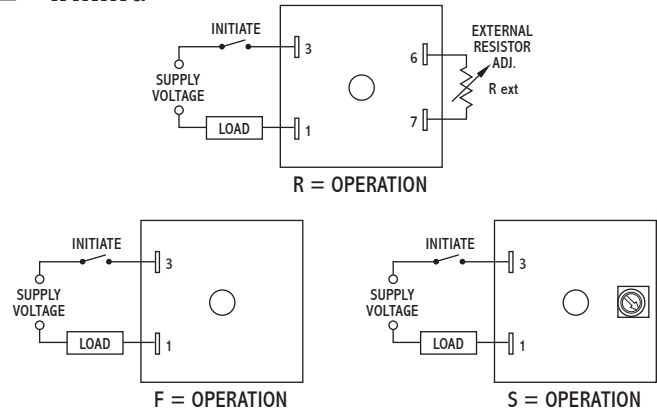 INITIATE
3
SUPPLY
VOLTAGE
LOAD
1
6
7
EXTERNAL
RESISTOR
ADJ.
R ext
R = OPERATION
INITIATE
3
SUPPLY
VOLTAGE
LOAD
1
F = OPERATION
INITIATE
3
SUPPLY
VOLTAGE
LOAD
1
S = OPERATION